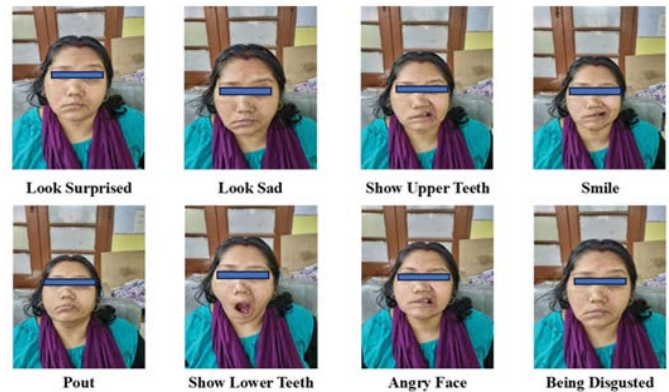 Look Surprised
Look Sad
Show Upper Teeth
Smile
Pout
Show Lower Teeth
Angry Face
Being Disgusted